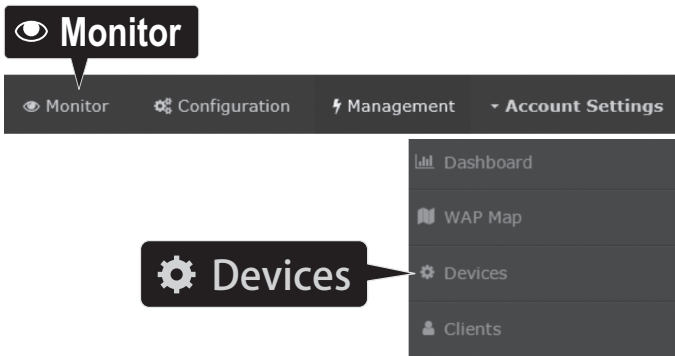 Monitor
Monitor Configuration Management Account Settings
Dashboard
WAP Map
Devices
Devices
Clients